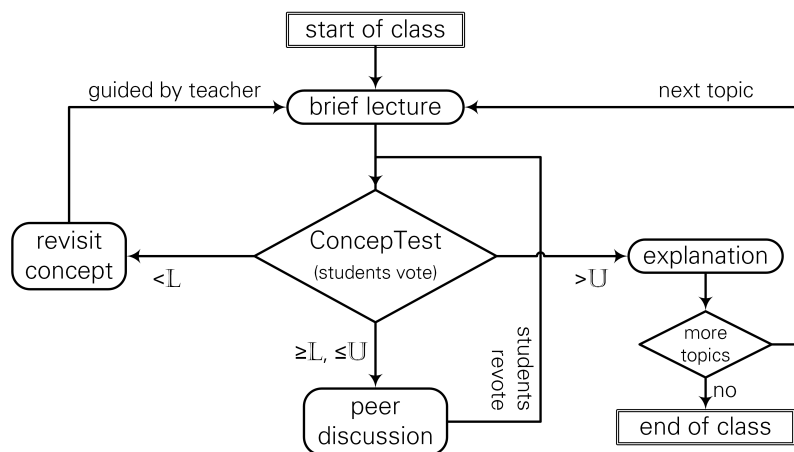 start of class
guided by teacher
brief lecture
next topic
revisit
concept
ConcepTest
(students vote)
explanation
<𝕃
>𝕌
≥𝕃, ≤𝕌
students
revote
more
topics
peer
discussion
no
end of class